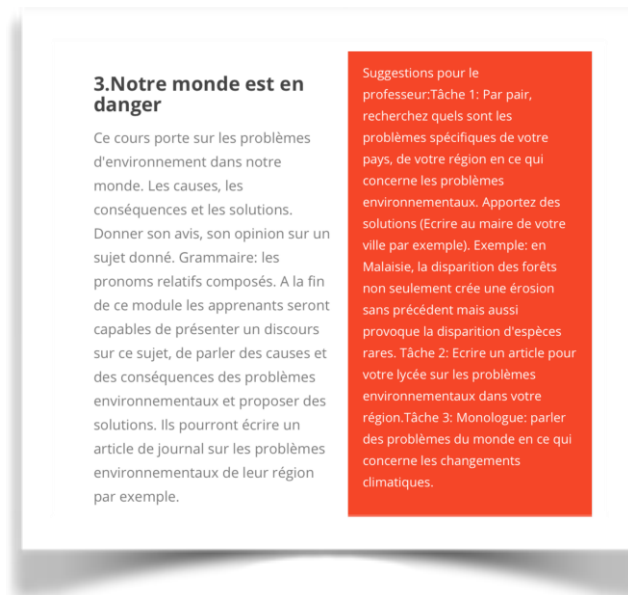 3.Notre monde est en
danger
Ce cours porte sur les problèmes
d'environnement dans notre
monde. Les causes, les
conséquences et les solutions.
Donner son avis, son opinion sur un
sujet donné. Grammaire: les
pronoms relatifs composés. A la fin
de ce module les apprenants seront
capables de présenter un discours
sur ce sujet, de parler des causes et
des conséquences des problèmes
environnementaux et proposer des
solutions. Ils pourront écrire un
article de journal sur les problèmes
environnementaux de leur région
par exemple.
Suggestions pour le
professeur:Tâche 1: Par pair,
recherchez quels sont les
problèmes spécifiques de votre
pays, de votre région en ce qui
concerne les problèmes
environnementaux. Apportez des
solutions (Ecrire au maire de votre
ville par exemple). Exemple: en
Malaisie, la disparition des forêts
non seulement crée une érosion
sans précédent mais aussi
provoque la disparition d'espèces
rares. Tâche 2: Ecrire un article pour
votre lycée sur les problèmes
environnementaux dans votre
région.Tâche 3: Monologue: parler
des problèmes du monde en ce qui
concerne les changements
climatiques.